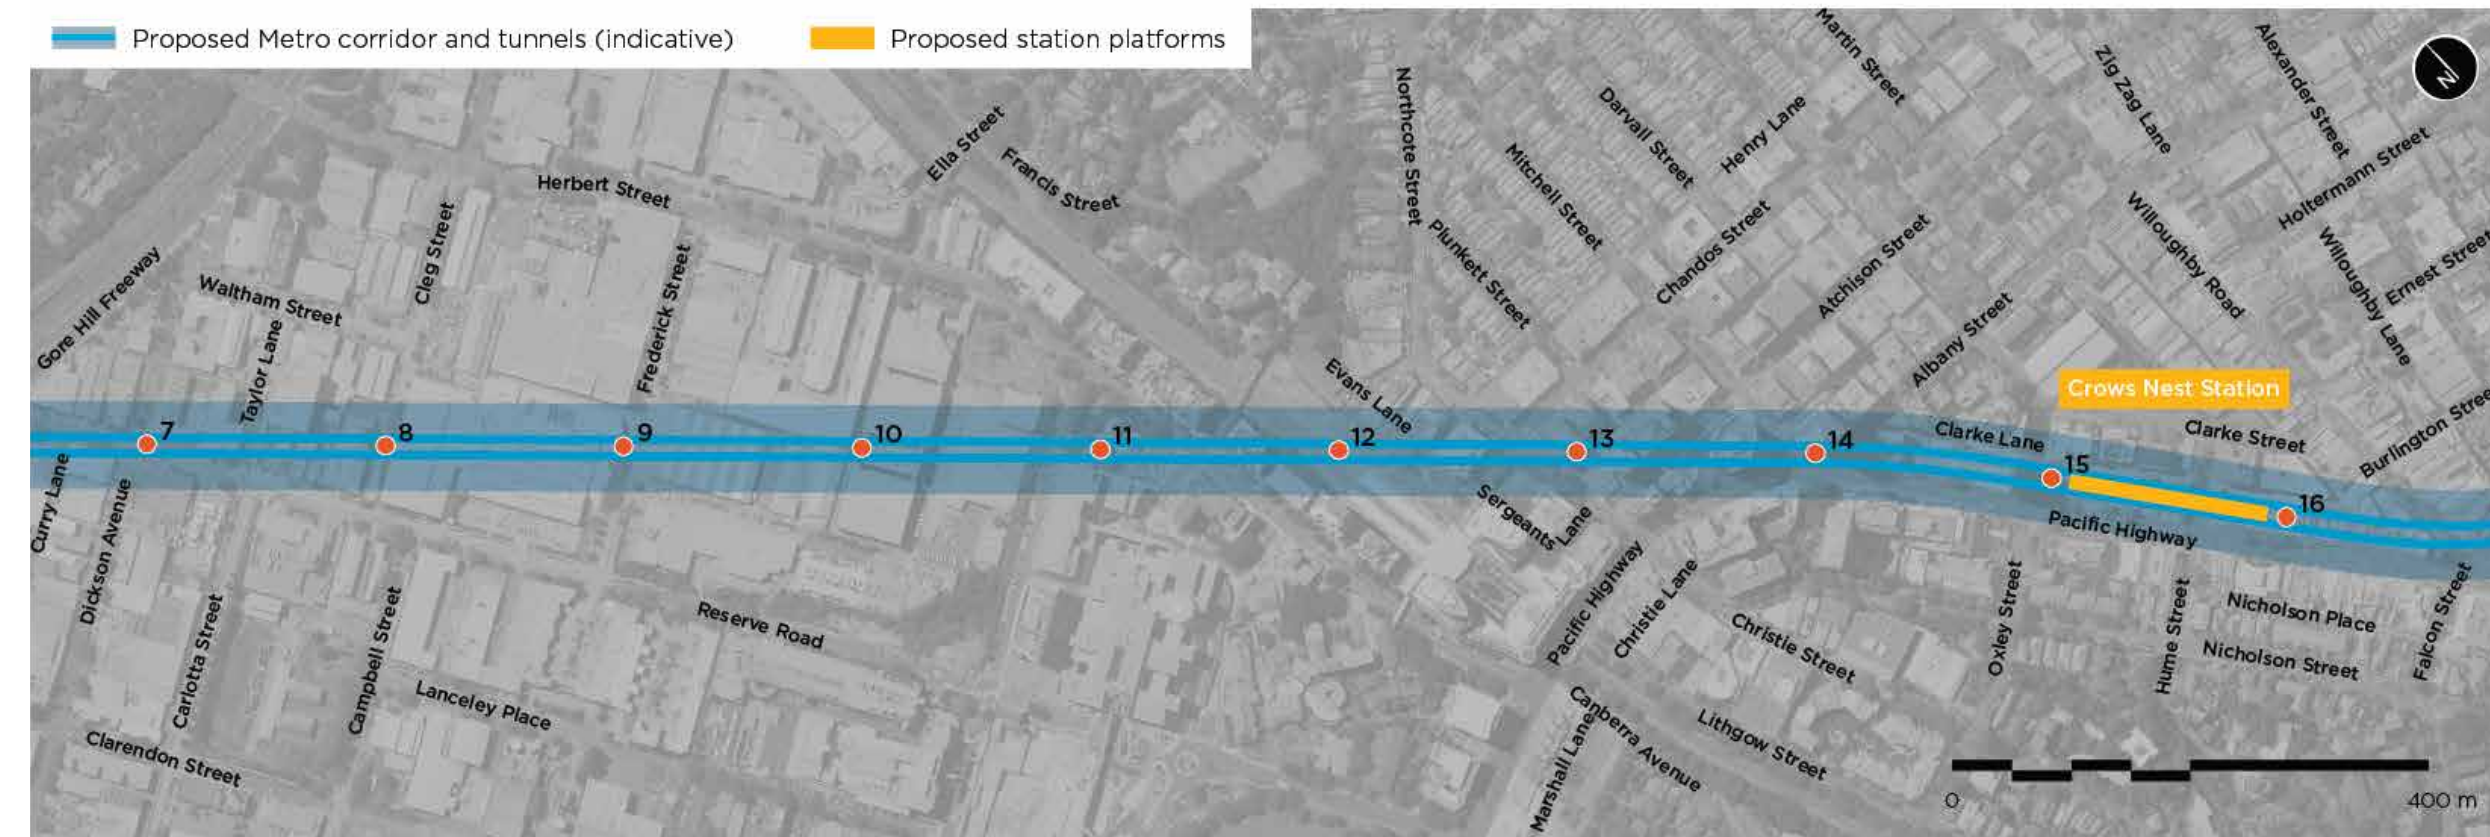 Proposed Metro corridor and tunnels (indicative)
Proposed station platforms
N
Martin Street
Zig Zag Lane
Alexander Street
Northcote Street
Darvall Street
Henry Lane
Ella Street
Francis Street
Mitchell Street
Holtermann Street
Herbert Street
Cleg Street
Plunkett Street
Chandos Street
Atchison Street
Willoughby Road
Willoughby Lane
Ernest Street
Gore Hill Freeway
Waltham Street
Taylor Lane
Frederick Street
Evans Lane
Albany Street
Crows Nest Station
Clarke Lane
Clarke Street
Burlington Stree
7
8
9
10
11
12
13
14
15
16
Curry Lane
Dickson Avenue
Sergeants Lane
Pacific Highway
Pacific Highway
Christie Lane
Christie Street
Oxley Street
Hume Street
Nicholson Place
Nicholson Street
Falcon Street
Carlotta Street
Campbell Street
Reserve Road
Lanceley Place
Clarendon Street
Canberra Avenue
Lithgow Street
Marshall Lane
0
400 m